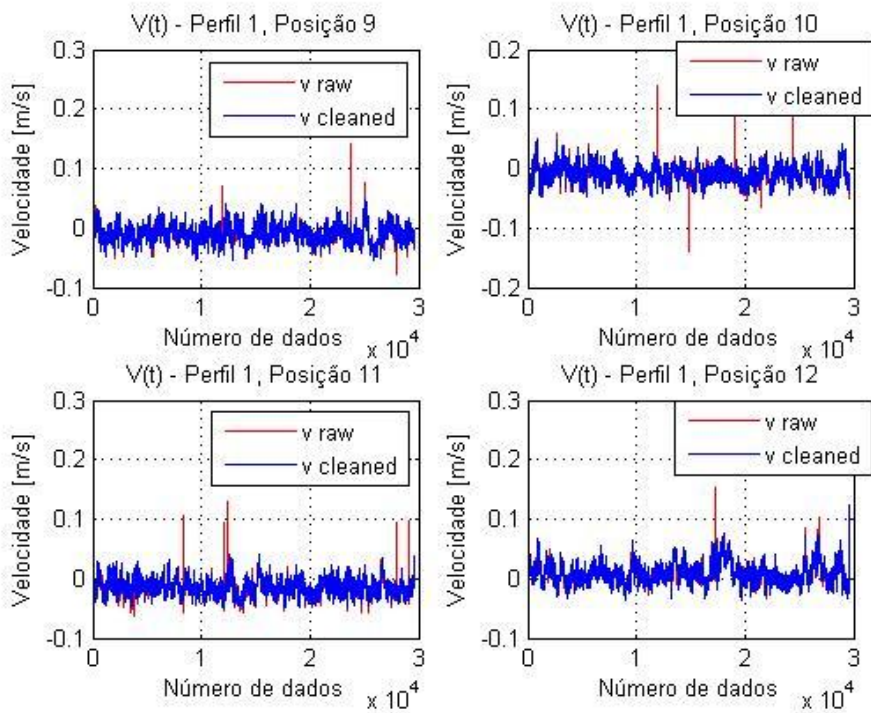 V(t) - Perfil 1, Posição 9
0.3
0.2
0.1
0
-0.1
Velocidade [m/s]
v raw
v cleaned
0 1 2 3
Número de dados
x 10^4
V(t) - Perfil 1, Posição 10
0.2
0.1
0
-0.1
-0.2
Velocidade [m/s]
v raw
v cleaned
0 1 2 3
Número de dados
x 10^4
V(t) - Perfil 1, Posição 11
0.3
0.2
0.1
0
-0.1
Velocidade [m/s]
v raw
v cleaned
0 1 2 3
Número de dados
x 10^4
V(t) - Perfil 1, Posição 12
0.3
0.2
0.1
0
-0.1
Velocidade [m/s]
v raw
v cleaned
0 1 2 3
Número de dados
x 10^4